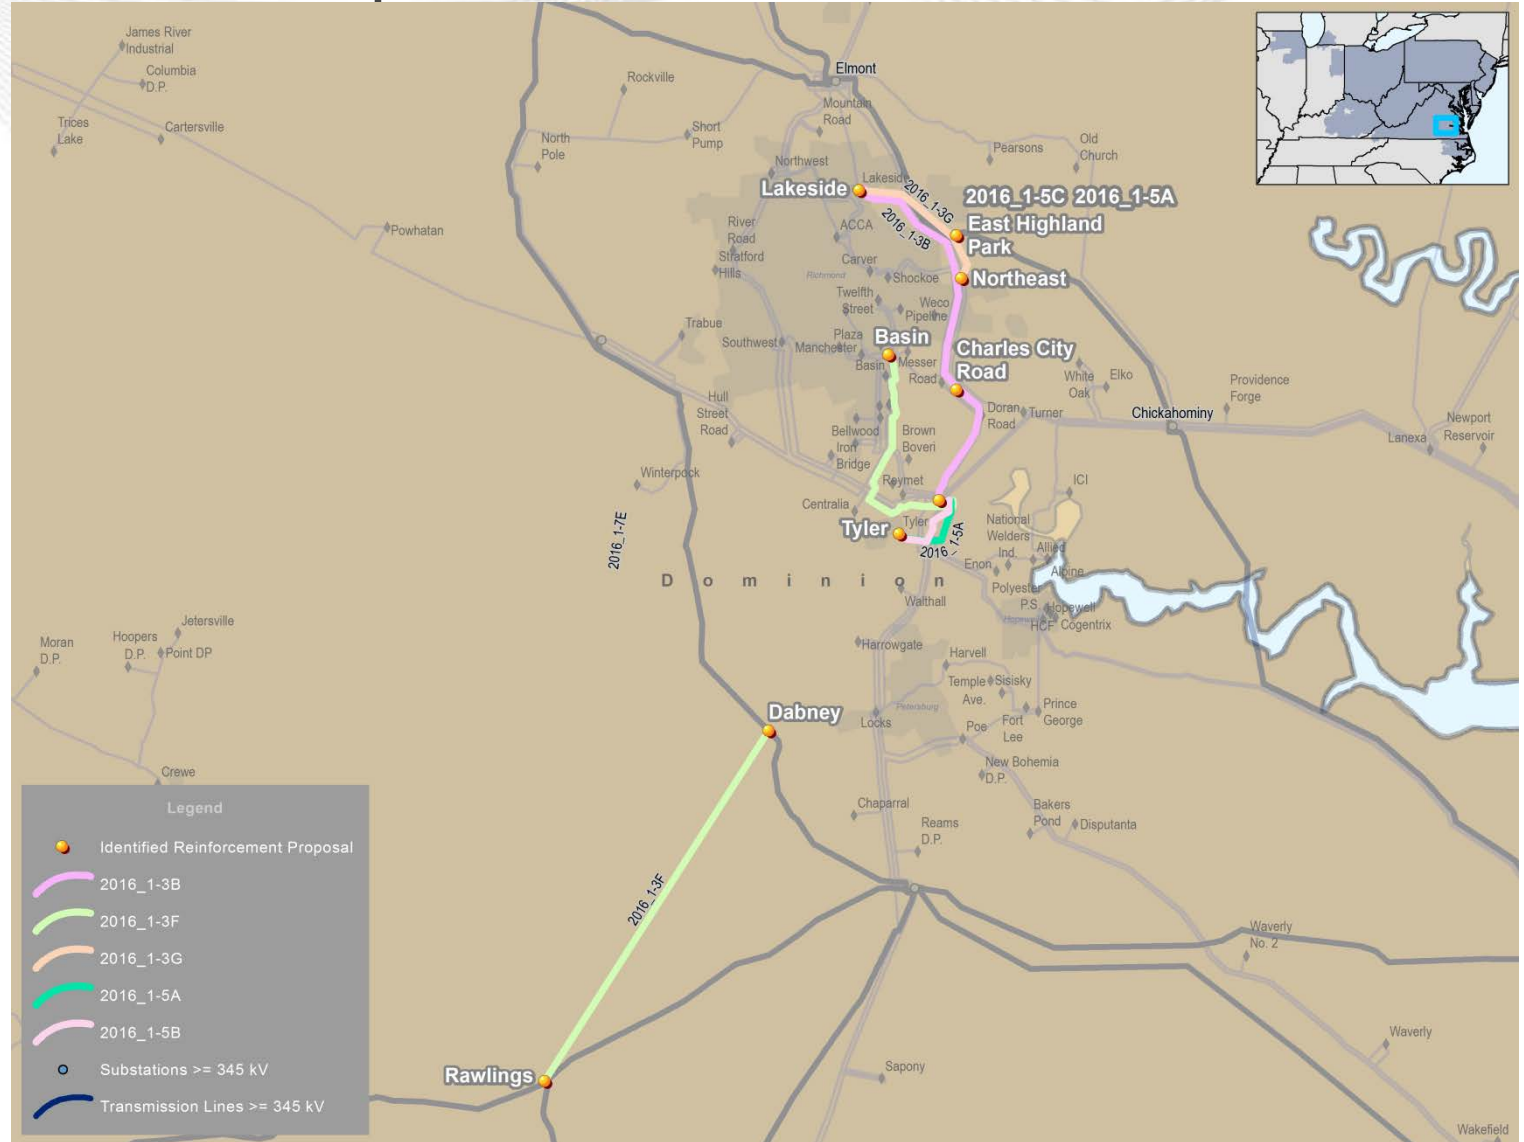 James River
Industrial
Columbia
D.P.
Trices
Lake
Cartersville
Rockville
North
Pole
Short
Pump
Elmont
Mountain
Road
Northwest
Pearsons
Old
Church
Lakeside
Lakeside
2016_1-3G
2016_1-3B
2016_1-5C 2016_1-5A
East Highland
Park
Northeast
Powhatan
River
Road
Stratford
Hills
ACCA
Carver
Richmond
Shockoe
Twelfth
Street
Weco
Pipeline
Trabue
Southwest
Plaza
Manchester
Basin
Basin
Messer
Road
Charles City
Road
White
Oak
Elko
Providence
Forge
Hull
Street
Road
Doran
Road
Turner
Chickahominy
Newport
Reservoir
Lanexa
Bellwood
Iron
Bridge
Brown
Boveri
Winterpock
Reymet
ICI
Centralia
Tyler
Tyler
2016_1-5A
National
Welders
Ind.
Allied
Enon
Alpine
2016_1-7E
Dominion
Polyester
P.S.
Walthall
Hopewell
HCF
Cogentrix
Moran
D.P.
Hoopers
D.P.
Jetersville
Point DP
Harrowgate
Harvell
Temple
Ave.
Sisisky
Prince
George
Dabney
Petersburg
Locks
Fort
Lee
Poe
New Bohemia
D.P.
Crewe
Chaparral
Reams
D.P.
Bakers
Pond
Disputanta
2016_1-3F
Waverly
No. 2
Waverly
Sapony
Rawlings
Wakefield
Legend
Identified Reinforcement Proposal
2016_1-3B
2016_1-3F
2016_1-3G
2016_1-5A
2016_1-5B
Substations >= 345 kV
Transmission Lines >= 345 kV